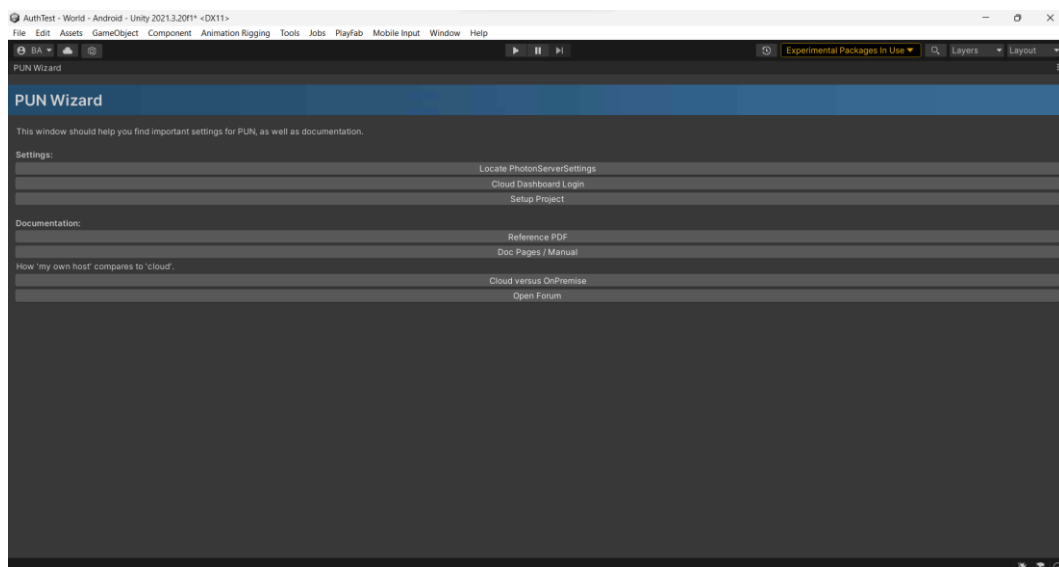 AuthTest - World - Android - Unity 2021.3.20f1* <DX11>
File Edit Assets GameObject Component Animation Rigging Tools Jobs Playfab Mobile Input Window Help
BA Experimental Packages In Use Layers Layout
PUN Wizard
PUN Wizard
This window should help you find important settings for PUN, as well as documentation.
Settings:
Locate PhotonServerSettings
Cloud Dashboard Login
Setup Project
Documentation:
Reference PDF
Doc Pages / Manual
How 'my own host' compares to 'cloud'.
Cloud versus OnPremise
Open Forum